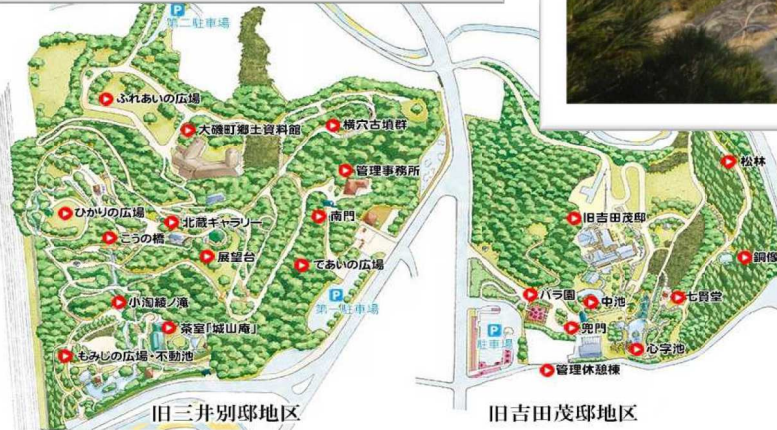 第二駐車場
ふれあいの広場
大磯町郷土資料館
横穴古墳群
管理事務所
ひかりの広場
北蔵ギャラリー
南門
こうの橋
展望台
であいの広場
小淘綾ノ滝
第一駐車場
茶室「城山庵」
もみじの広場・不動池
旧三井別邸地区
松林
旧吉田茂邸
銅像
バラ園
中池
七賢堂
兜門
駐車場
心字池
管理休憩棟
旧吉田茂邸地区
P
P
P